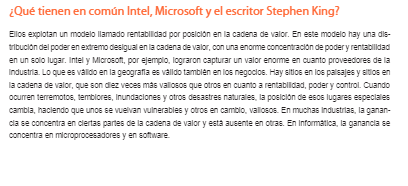 ¿Qué tienen en común Intel, Microsoft y el escritor Stephen King?
Ellos explotan un modelo llamado rentabilidad por posición en la cadena de valor. En este modelo hay una dis-
tribución del poder en extremo desigual en la cadena de valor, con una enorme concentración de poder y rentabilidad
en un solo lugar. Intel y Microsoft, por ejemplo, lograron capturar un valor enorme en cuanto proveedores de la
industria. Lo que es válido en la geografía es válido también en los negocios. Hay sitios en los paisajes y sitios en
la cadena de valor, que son diez veces más valiosos que otros en cuanto a rentabilidad, poder y control. Cuando
ocurren terremotos, temblores, inundaciones y otros desastres naturales, la posición de esos lugares especiales
cambia, haciendo que unos se vuelvan vulnerables y otros en cambio, valiosos. En muchas industrias, la ganan-
cia se concentra en ciertas partes de la cadena de valor y está ausente en otras. En informática, la ganancia se
concentra en microprocesadores y en software.